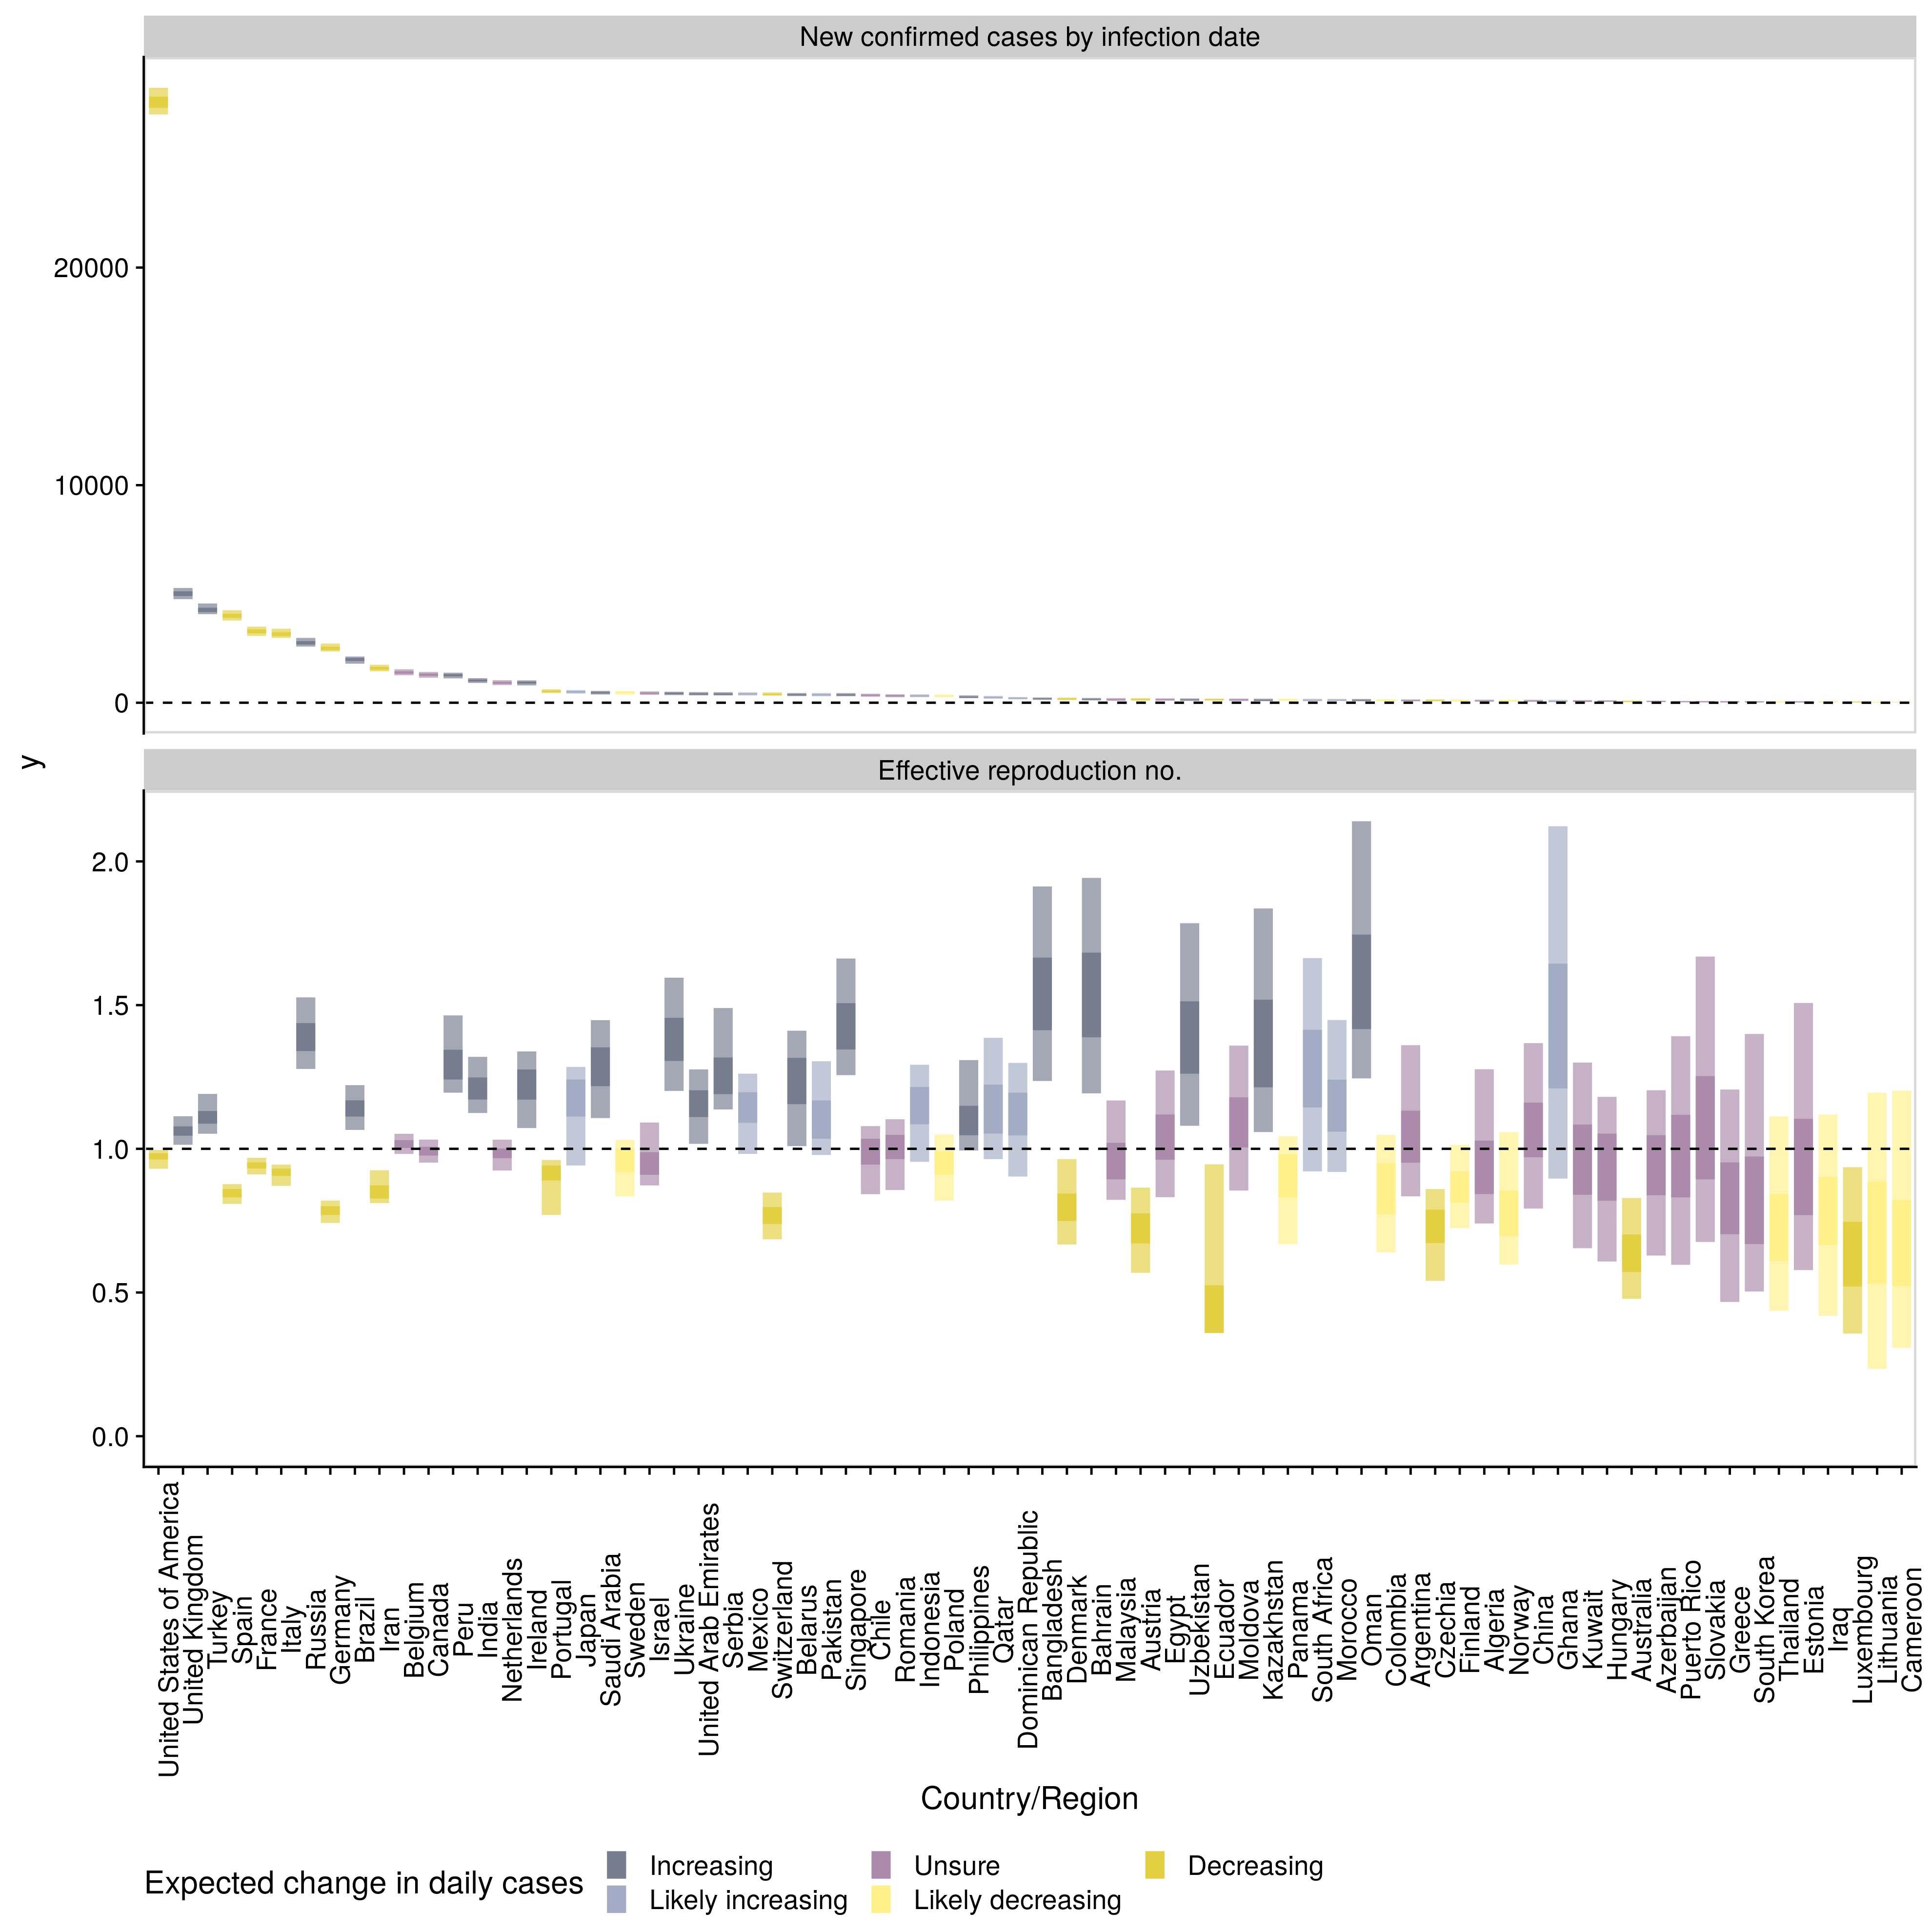 New confirmed cases by infection date
20000
10000
0
y
Effective reproduction no.
2.0
1.5
1.0
0.5
0.0
United States of America
United Kingdom
Turkey
Spain
France
Italy
Russia
Germany
Brazil
Iran
Belgium
Canada
Peru
India
Netherlands
Ireland
Portugal
Japan
Saudi Arabia
Sweden
Israel
Ukraine
United Arab Emirates
Serbia
Mexico
Switzerland
Belarus
Pakistan
Singapore
Chile
Romania
Indonesia
Poland
Philippines
Qatar
Dominican Republic
Bangladesh
Denmark
Bahrain
Malaysia
Austria
Egypt
Uzbekistan
Ecuador
Moldova
Kazakhstan
Panama
South Africa
Morocco
Oman
Colombia
Argentina
Czechia
Finland
Algeria
Norway
China
Ghana
Kuwait
Hungary
Australia
Azerbaijan
Puerto Rico
Slovakia
Greece
South Korea
Thailand
Estonia
Iraq
Luxembourg
Lithuania
Cameroon
Country/Region
Expected change in daily cases
Increasing
Likely increasing
Unsure
Likely decreasing
Decreasing